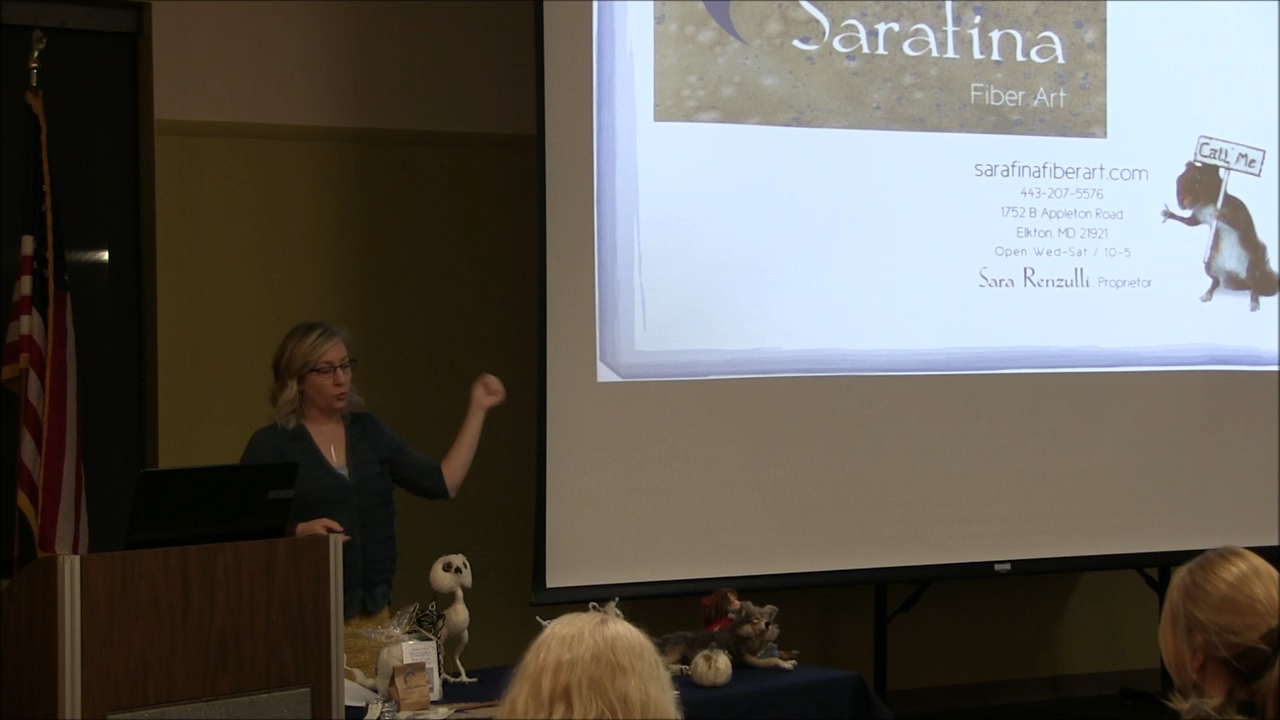 Sarafina
Fiber Art
Call Me
sarafinafiberart.com
443-207-5576
1752 B Appleton Road
Elkton, MD 21921
Open Wed-Sat / 10-5
Sara Renzulli, Proprietor